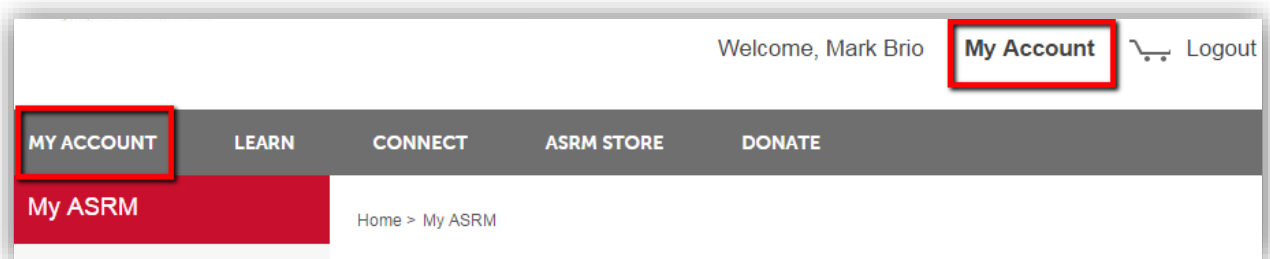 Welcome, Mark Brio My Account Logout
MY ACCOUNT LEARN CONNECT ASRM STORE DONATE
My ASRM
Home > My ASRM